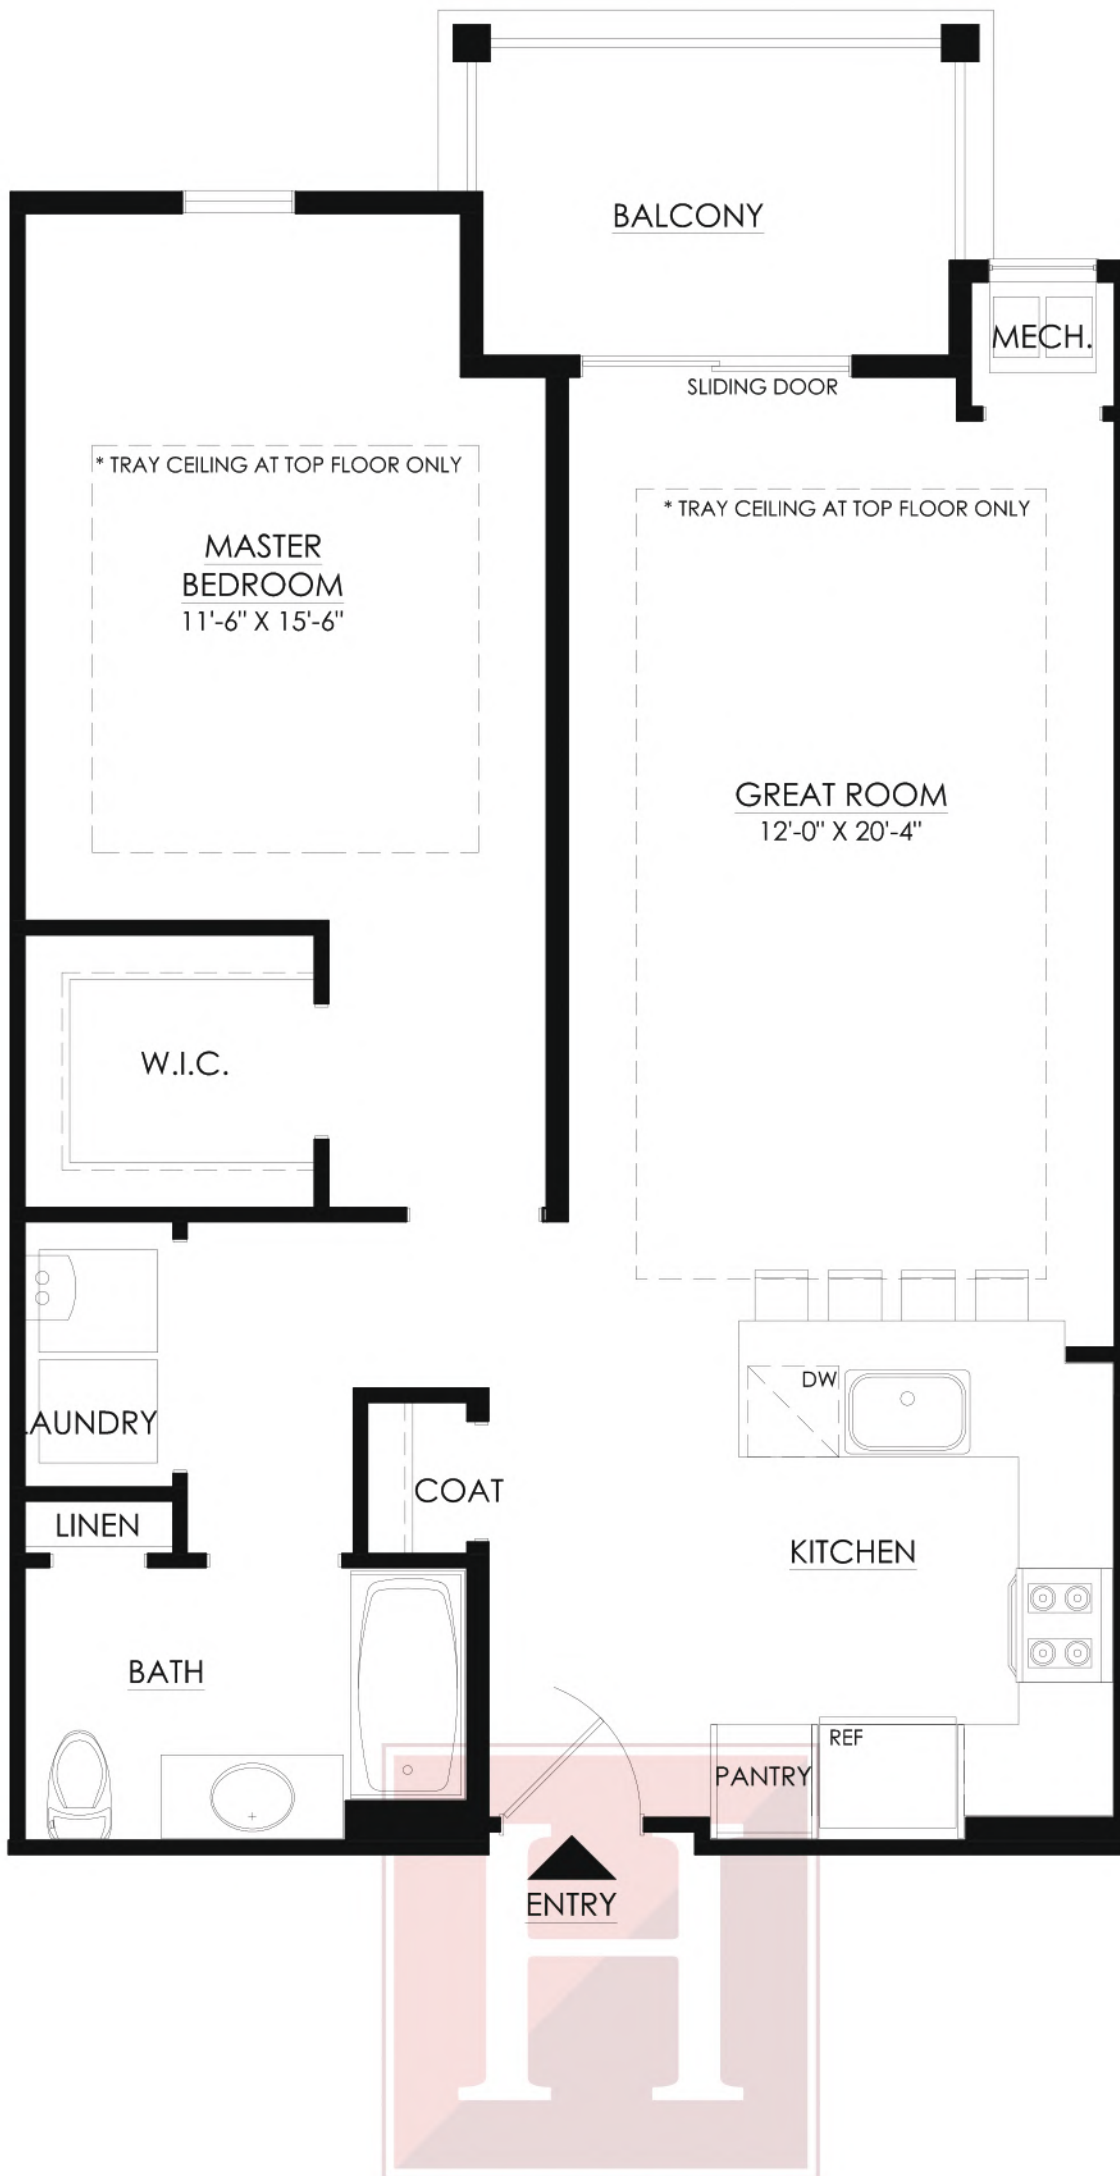 BALCONY
MECH.
SLIDING DOOR
* TRAY CEILING AT TOP FLOOR ONLY
* TRAY CEILING AT TOP FLOOR ONLY
MASTER
BEDROOM
11'-6" X 15'-6"
GREAT ROOM
12'-0" X 20'-4"
W.I.C.
DW
AUNDRY
COAT
LINEN
KITCHEN
BATH
REF
PANTRY
ENTRY
H